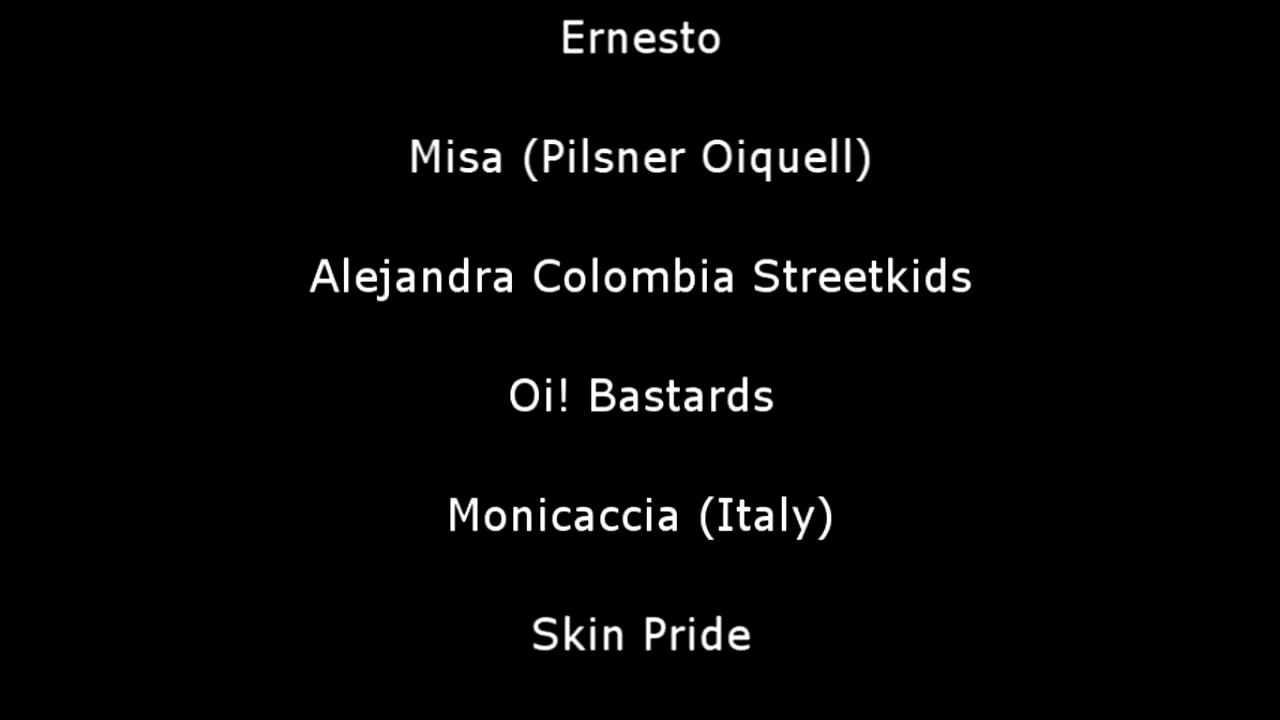 Ernesto
Misa (Pilsner Oiquell)
Alejandra Colombia Streetkids
Oi! Bastards
Monicaccia (Italy)
Skin Pride